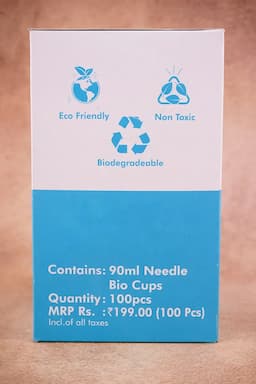 Eco Friendly
Non Toxic
Biodegradeable
Contains: 90ml Needle
Bio Cups
Quantity: 100pcs
MRP Rs. :₹199.00 (100 Pcs)
Incl.of all taxes